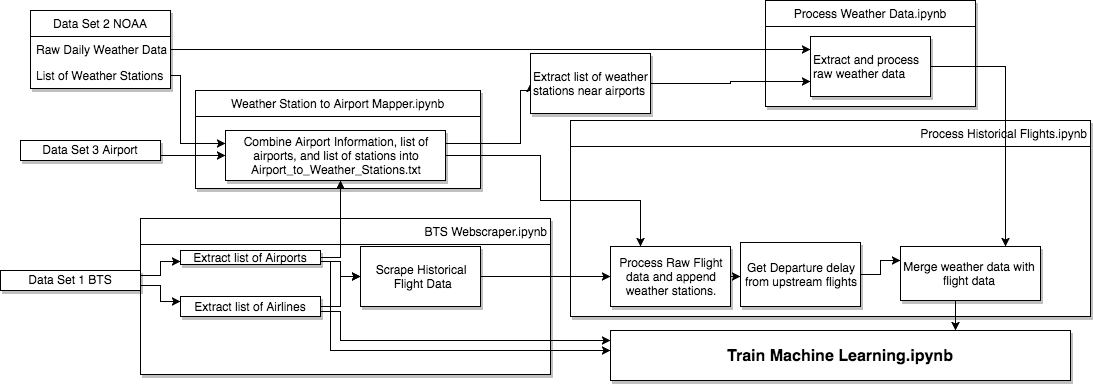 Data Set 2 NOAA
Raw Daily Weather Data
List of Weather Stations
Process Weather Data.ipynb
Extract and process
raw weather data
Extract list of weather
stations near airports
Weather Station to Airport Mapper.ipynb
Combine Airport Information, list of
airports, and list of stations into
Airport_to_Weather_Stations.txt
Data Set 3 Airport
Process Historical Flights.ipynb
BTS Webscraper.ipynb
Data Set 1 BTS
Extract list of Airports
Extract list of Airlines
Scrape Historical
Flight Data
Process Raw Flight
data and append
weather stations.
Get Departure delay
from upstream flights
Merge weather data with
flight data
Train Machine Learning.ipynb